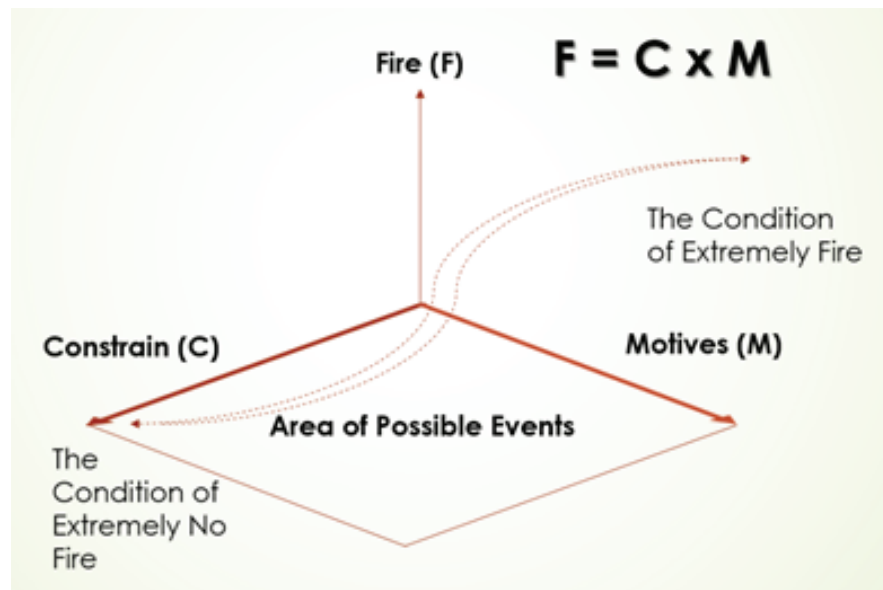 Fire (F)
F = C x M
The Condition
of Extremely Fire
Constrain (C)
Motives (M)
Area of Possible Events
The
Condition of
Extremely No
Fire